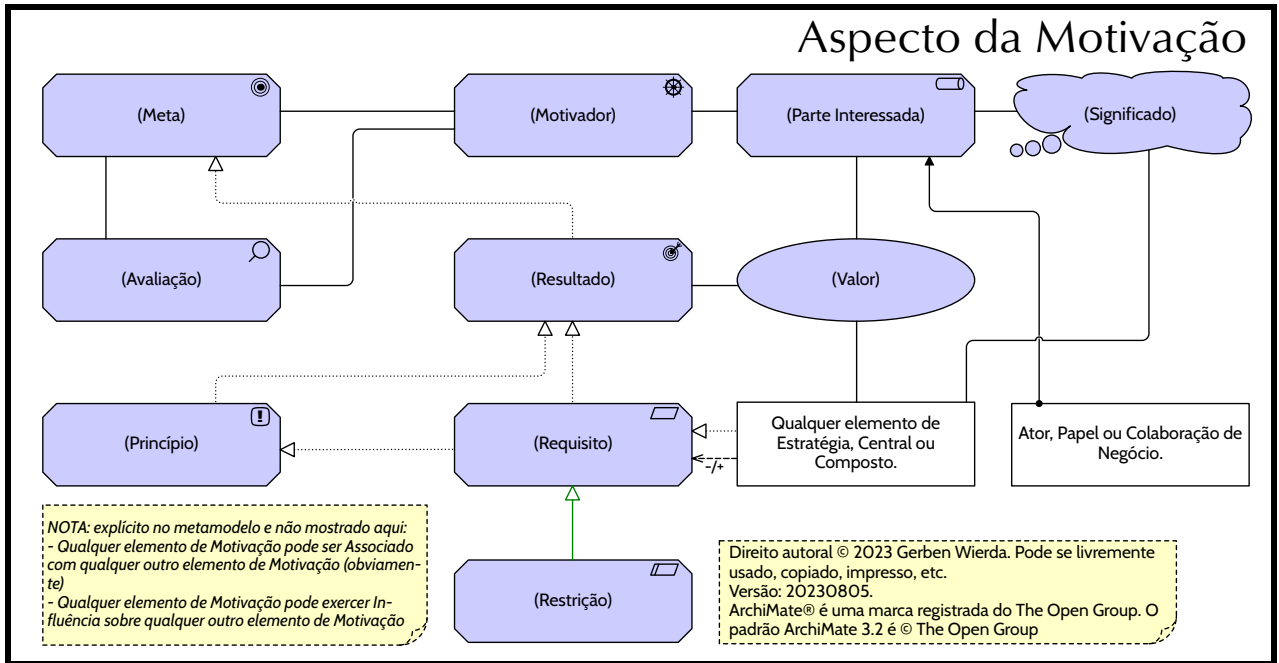 Aspecto da Motivação
(Meta)
(Motivador)
(Parte Interessada)
(Significado)
(Avaliação)
(Resultado)
(Valor)
(Princípio)
(Requisito)
-/+
Qualquer elemento de
Estratégia, Central ou
Composto.
Ator, Papel ou Colaboração de
Negócio.
NOTA: explícito no metamodelo e não mostrado aqui:
- Qualquer elemento de Motivação pode ser Associado
com qualquer outro elemento de Motivação (obviamen-
te)
- Qualquer elemento de Motivação pode exercer In-
fluência sobre qualquer outro elemento de Motivação
(Restrição)
Direito autoral © 2023 Gerben Wierda. Pode se livremente
usado, copiado, impresso, etc.
Versão: 20230805.
ArchiMate® é uma marca registrada do The Open Group. O
padrão ArchiMate 3.2 é © The Open Group